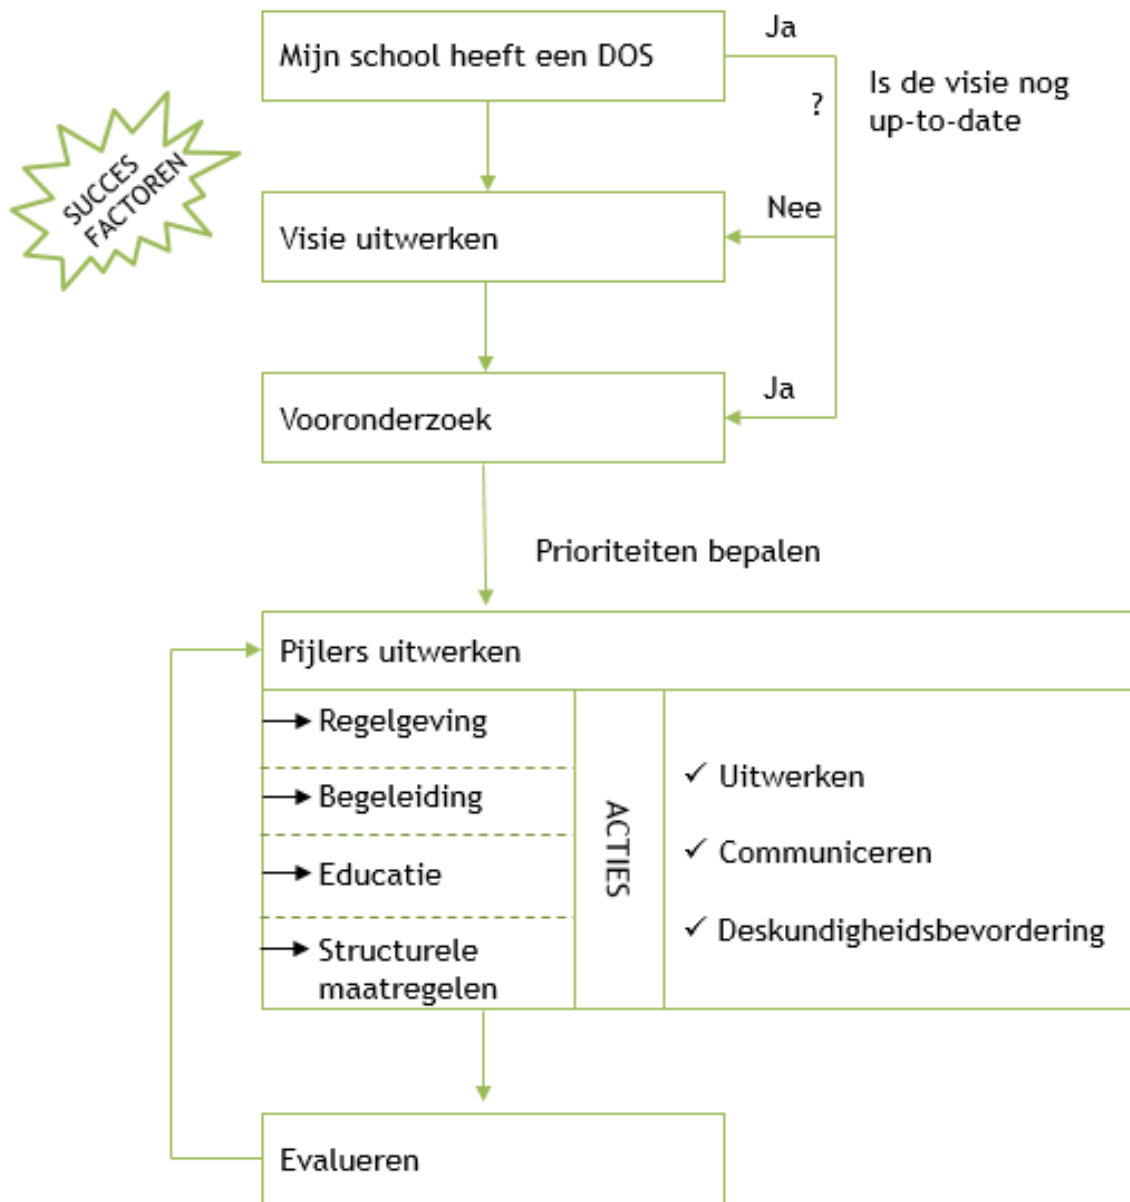 Mijn school heeft een DOS
Ja
?
Is de visie nog
up-to-date
SUCCES
FACTOREN
Nee
Visie uitwerken
Ja
Vooronderzoek
Prioriteiten bepalen
Pijlers uitwerken
Regelgeving
Begeleiding
Educatie
Structurele
maatregelen
ACTIES
✓ Uitwerken
✓ Communiceren
✓ Deskundigheidsbevordering
Evalueren